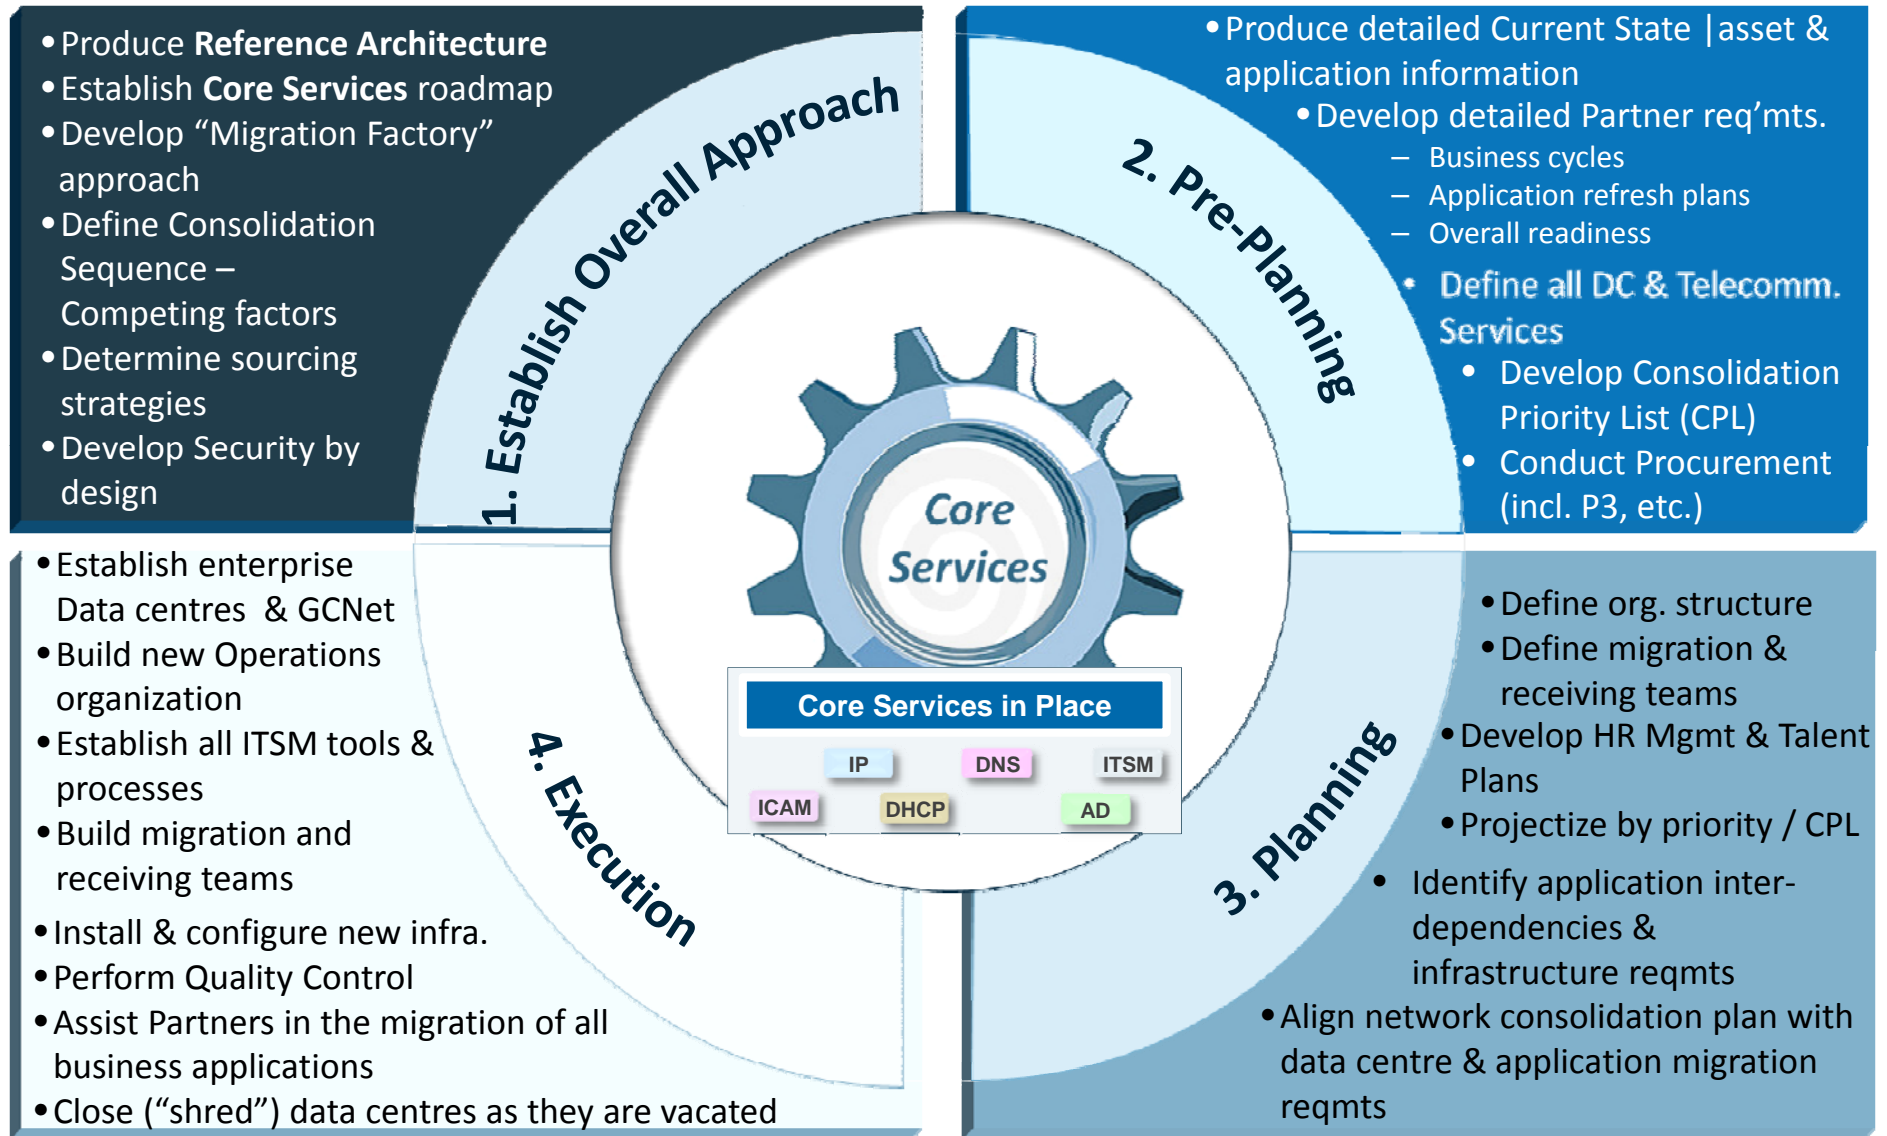 • Produce Reference Architecture
• Establish Core Services roadmap
• Develop “Migration Factory”
approach
• Define Consolidation
Sequence –
Competing factors
• Determine sourcing
strategies
• Develop Security by
design
1. Establish Overall Approach
• Produce detailed Current State |asset &
application information
• Develop detailed Partner req’mts.
– Business cycles
– Application refresh plans
– Overall readiness
• Define all DC & Telecomm.
Services
• Develop Consolidation
Priority List (CPL)
• Conduct Procurement
(incl. P3, etc.)
2. Pre-Planning
Core
Services
Core Services in Place
IP DNS ITSM
ICAM DHCP AD
• Define org. structure
• Define migration &
receiving teams
• Develop HR Mgmt & Talent
Plans
• Projectize by priority / CPL
• Identify application inter-
dependencies &
infrastructure reqmts
• Align network consolidation plan with
data centre & application migration
reqmts
3. Planning
• Establish enterprise
Data centres & GCNet
• Build new Operations
organization
• Establish all ITSM tools &
processes
• Build migration and
receiving teams
• Install & configure new infra.
• Perform Quality Control
• Assist Partners in the migration of all
business applications
• Close (“shred”) data centres as they are vacated
4. Execution